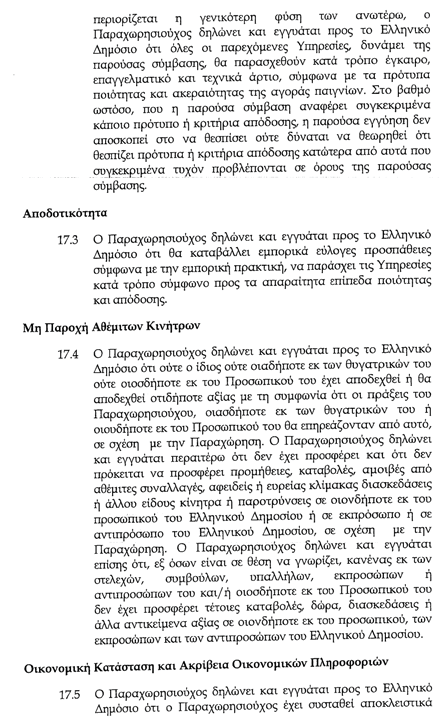 περιορίζεται η γενικότερη φύση των ανωτέρω, ο
Παραχωρησιούχος δηλώνει και εγγυάται προς το Ελληνικό
Δημόσιο ότι όλες οι παρεχόμενες Υπηρεσίες, δυνάμει της
παρούσας σύμβασης, θα παρασχεθούν κατά τρόπο έγκαιρο,
επαγγελματικό και τεχνικά άρτιο, σύμφωνα με τα πρότυπα
ποιότητας και ακεραιότητας της αγοράς παιγνίων. Στο βαθμό
ωστόσο, που η παρούσα σύμβαση αναφέρει συγκεκριμένα
κάποιο πρότυπο ή κριτήρια απόδοσης, η παρούσα εγγύηση δεν
αποσκοπεί στο να θεσπίσει ούτε δύναται να θεωρηθεί ότι
θεσπίζει πρότυπα ή κριτήρια απόδοσης κατώτερα από αυτά που
συγκεκριμένα τυχόν προβλέπονται σε όρους της παρούσας
σύμβασης.
Αποδοτικότητα
17.3 Ο Παραχωρησιούχος δηλώνει και εγγυάται προς το Ελληνικό
Δημόσιο ότι θα καταβάλλει εμπορικά εύλογες προσπάθειες
σύμφωνα με την εμπορική πρακτική, να παράσχει τις Υπηρεσίες
κατά τρόπο σύμφωνο προς τα απαραίτητα επίπεδα ποιότητας
και απόδοσης.
Μη Παροχή Αθέμιτων Κινήτρων
17.4 Ο Παραχωρησιούχος δηλώνει και εγγυάται προς το Ελληνικό
Δημόσιο ότι ούτε ο ίδιος ούτε οιαδήποτε εκ των θυγατρικών του
ούτε οιοσδήποτε εκ του Προσωπικού του έχει αποδεχθεί ή θα
αποδεχθεί οτιδήποτε αξίας με τη συμφωνία ότι οι πράξεις του
Παραχωρησιούχου, οιασδήποτε εκ των θυγατρικών του ή
οιουδήποτε εκ του Προσωπικού του θα επηρεάζονταν από αυτό,
σε σχέση με την Παραχώρηση. Ο Παραχωρησιούχος δηλώνει
και εγγυάται περαιτέρω ότι δεν έχει προσφέρει και ότι δεν
πρόκειται να προσφέρει προμήθειες, καταβολές, αμοιβές από
αθέμιτες συναλλαγές, αφειδείς ή ευρείας κλίμακας διασκεδάσεις
ή άλλου είδους κίνητρα ή παροτρύνσεις σε οιονδήποτε εκ του
προσωπικού του Ελληνικού Δημοσίου ή σε εκπρόσωπο ή σε
αντιπρόσωπο του Ελληνικού Δημοσίου, σε σχέση με την
Παραχώρηση. Ο Παραχωρησιούχος δηλώνει και εγγυάται
επίσης ότι, εξ όσων είναι σε θέση να γνωρίζει, κανένας εκ των
στελεχών, συμβούλων, υπαλλήλων, εκπροσώπων ή
αντιπροσώπων του και/ή οιοσδήποτε εκ του Προσωπικού του
δεν έχει προσφέρει τέτοιες καταβολές, δώρα, διασκεδάσεις ή
άλλα αντικείμενα αξίας σε οιονδήποτε εκ του προσωπικού, των
εκπροσώπων και των αντιπροσώπων του Ελληνικού Δημοσίου.
Οικονομική Κατάσταση και Ακρίβεια Οικονομικών Πληροφοριών
17.5 Ο Παραχωρησιούχος δηλώνει και εγγυάται προς το Ελληνικό
Δημόσιο ότι ο Παραχωρησιούχος έχει συσταθεί αποκλειστικά